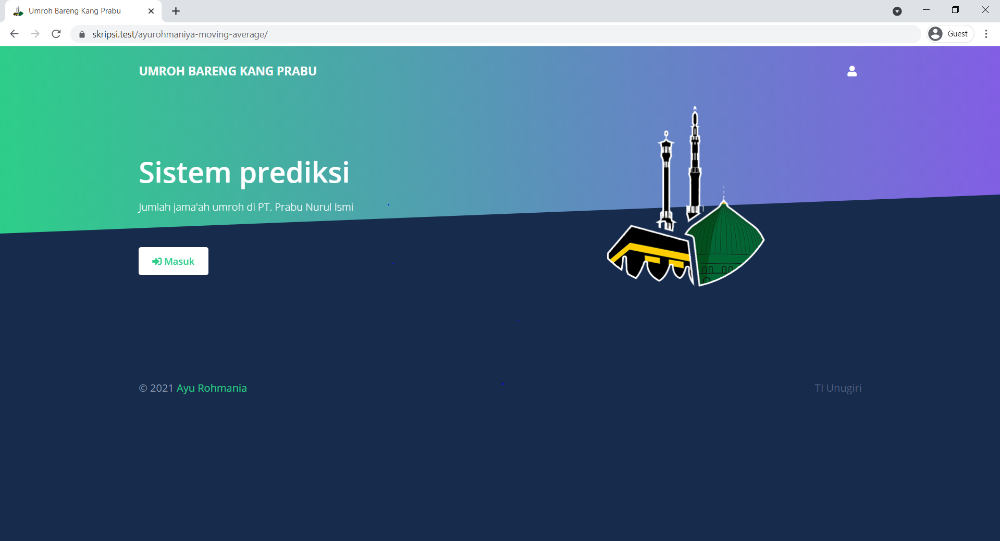 Umroh Bareng Kang Prabu
skripsi.test/ayurohmaniya-moving-average/
Guest
UMROH BARENG KANG PRABU
Sistem prediksi
Jumlah jama'ah umroh di PT. Prabu Nurul Ismi
Masuk
© 2021 Ayu Rohmania
TI Unugiri